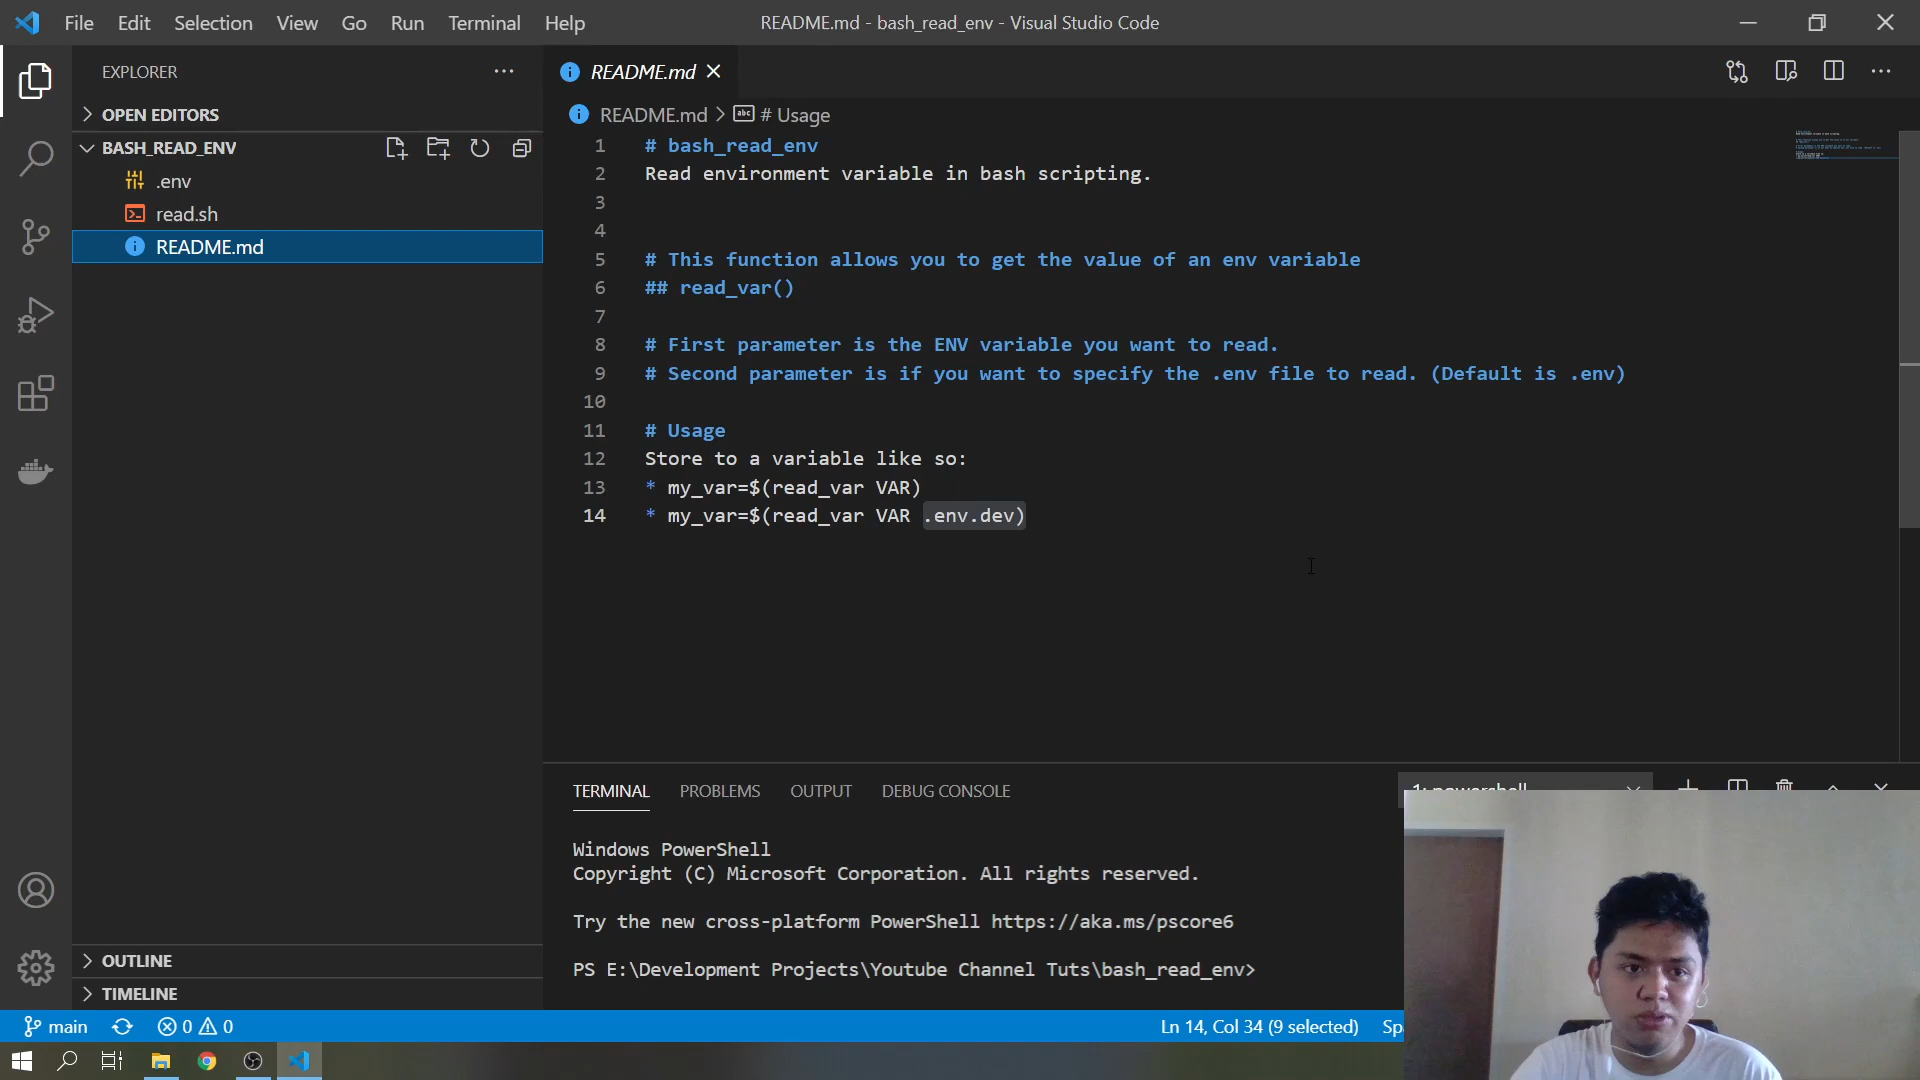 File Edit Selection View Go Run Terminal Help
README.md - bash_read_env - Visual Studio Code
EXPLORER
README.md
OPEN EDITORS
README.md > # Usage
BASH_READ_ENV
.env
read.sh
README.md
1 # bash_read_env
2 Read environment variable in bash scripting.
3
4
5 # This function allows you to get the value of an env variable
6 ## read_var()
7
8 # First parameter is the ENV variable you want to read.
9 # Second parameter is if you want to specify the .env file to read. (Default is .env)
10
11 # Usage
12 Store to a variable like so:
13 * my_var=$(read_var VAR)
14 * my_var=$(read_var VAR .env.dev)
TERMINAL PROBLEMS OUTPUT DEBUG CONSOLE
1: powershell
Windows PowerShell
Copyright (C) Microsoft Corporation. All rights reserved.
Try the new cross-platform PowerShell https://aka.ms/pscore6
PS E:\Development Projects\Youtube Channel Tuts\bash_read_env>
OUTLINE
TIMELINE
main 0 0
Ln 14, Col 34 (9 selected)